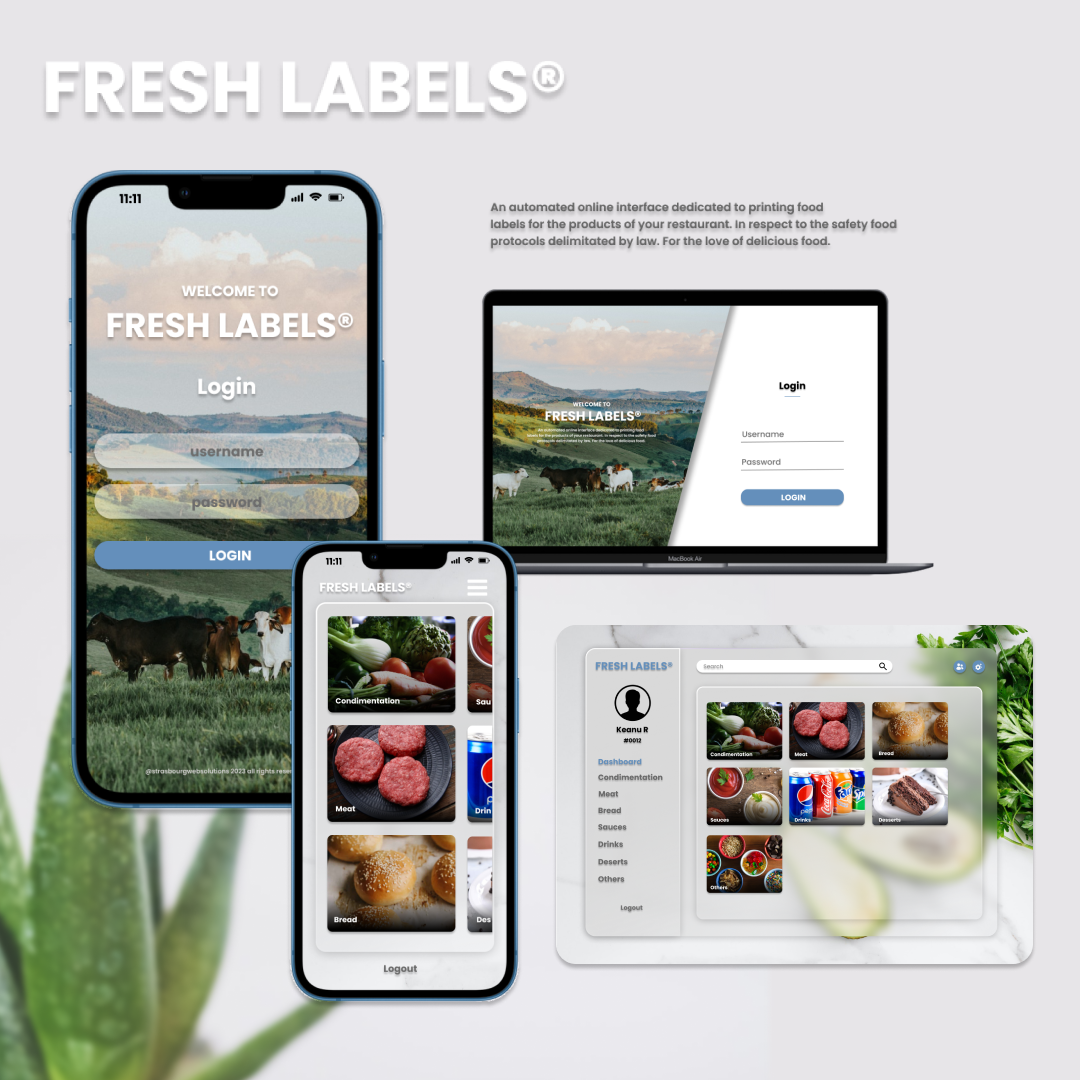 FRESH LABELS®
An automated online interface dedicated to printing food
labels for the products of your restaurant. In respect to the safety food
protocols delimitated by law. For the love of delicious food.
11:11
WELCOME TO
FRESH LABELS®
Login
username
password
LOGIN
@strasbourgwebsolutions 2023 all rights
WELCOME TO
FRESH LABELS®
An automated online interface dedicated to printing food
labels for the products of your restaurant. In respect to the safety food
protocols delimitated by law. For the love of delicious food.
Login
Username
Password
LOGIN
MacBook Air
11:11
FRESH LABELS®
Condimentation
Sau
Meat
Drin
Bread
Des
Logout
FRESH LABELS®
Search
Keanu R
#0012
Dashboard
Condimentation
Meat
Bread
Sauces
Drinks
Deserts
Others
Logout
Condimentation
Meat
Bread
Sauces
Drinks
Desserts
Others